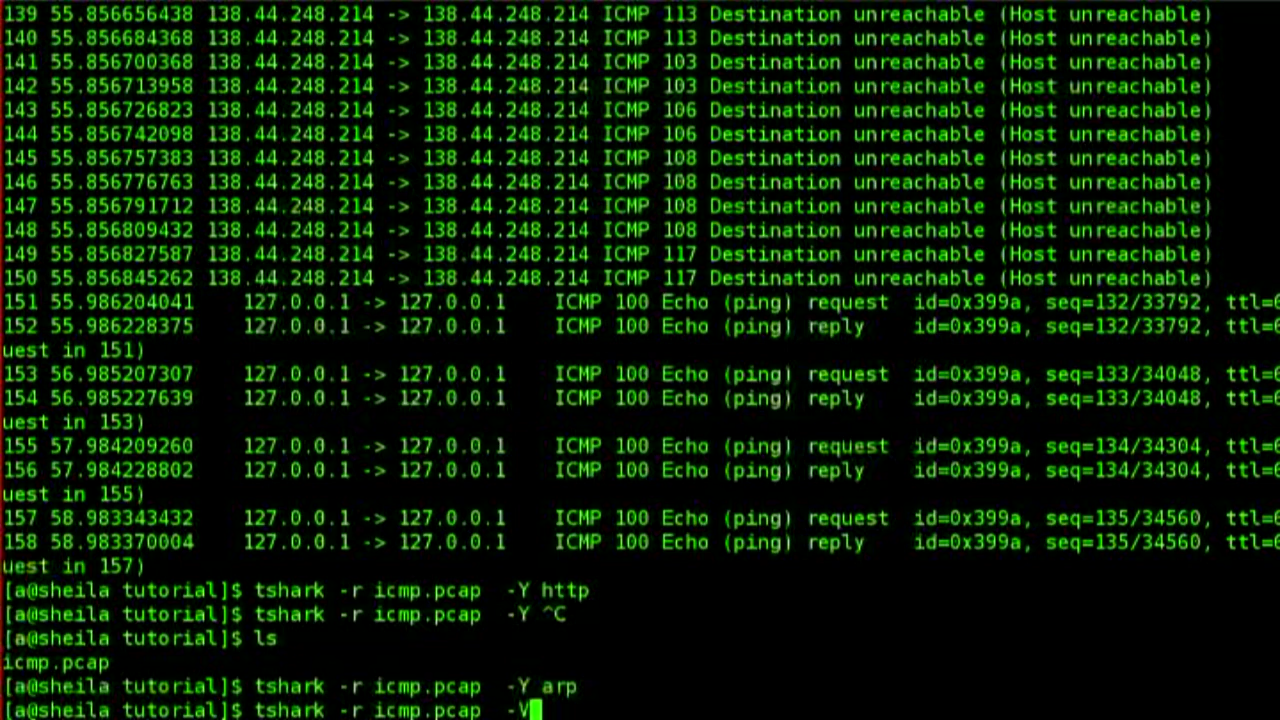 139 55.856656438 138.44.248.214 -> 138.44.248.214 ICMP 113 Destination unreachable (Host unreachable)
140 55.856684368 138.44.248.214 -> 138.44.248.214 ICMP 113 Destination unreachable (Host unreachable)
141 55.856700368 138.44.248.214 -> 138.44.248.214 ICMP 103 Destination unreachable (Host unreachable)
142 55.856713958 138.44.248.214 -> 138.44.248.214 ICMP 103 Destination unreachable (Host unreachable)
143 55.856726823 138.44.248.214 -> 138.44.248.214 ICMP 106 Destination unreachable (Host unreachable)
144 55.856742098 138.44.248.214 -> 138.44.248.214 ICMP 106 Destination unreachable (Host unreachable)
145 55.856757383 138.44.248.214 -> 138.44.248.214 ICMP 108 Destination unreachable (Host unreachable)
146 55.856776763 138.44.248.214 -> 138.44.248.214 ICMP 108 Destination unreachable (Host unreachable)
147 55.856791712 138.44.248.214 -> 138.44.248.214 ICMP 108 Destination unreachable (Host unreachable)
148 55.856809432 138.44.248.214 -> 138.44.248.214 ICMP 108 Destination unreachable (Host unreachable)
149 55.856827587 138.44.248.214 -> 138.44.248.214 ICMP 117 Destination unreachable (Host unreachable)
150 55.856845262 138.44.248.214 -> 138.44.248.214 ICMP 117 Destination unreachable (Host unreachable)
151 55.986204041 127.0.0.1 -> 127.0.0.1 ICMP 100 Echo (ping) request id=0x399a, seq=132/33792, ttl=6
152 55.986228375 127.0.0.1 -> 127.0.0.1 ICMP 100 Echo (ping) reply id=0x399a, seq=132/33792, ttl=6
uest in 151)
153 56.985207307 127.0.0.1 -> 127.0.0.1 ICMP 100 Echo (ping) request id=0x399a, seq=133/34048, ttl=6
154 56.985227639 127.0.0.1 -> 127.0.0.1 ICMP 100 Echo (ping) reply id=0x399a, seq=133/34048, ttl=6
uest in 153)
155 57.984209260 127.0.0.1 -> 127.0.0.1 ICMP 100 Echo (ping) request id=0x399a, seq=134/34304, ttl=6
156 57.984228802 127.0.0.1 -> 127.0.0.1 ICMP 100 Echo (ping) reply id=0x399a, seq=134/34304, ttl=6
uest in 155)
157 58.983343432 127.0.0.1 -> 127.0.0.1 ICMP 100 Echo (ping) request id=0x399a, seq=135/34560, ttl=6
158 58.983370004 127.0.0.1 -> 127.0.0.1 ICMP 100 Echo (ping) reply id=0x399a, seq=135/34560, ttl=6
uest in 157)
[a@sheila tutorial]$ tshark -r icmp.pcap -Y http
[a@sheila tutorial]$ tshark -r icmp.pcap -Y ^C
[a@sheila tutorial]$ ls
icmp.pcap
[a@sheila tutorial]$ tshark -r icmp.pcap -Y arp
[a@sheila tutorial]$ tshark -r icmp.pcap -V